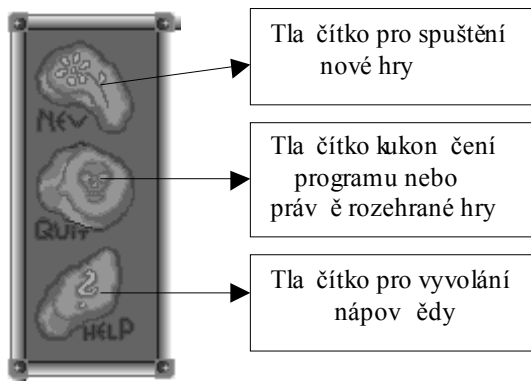 Tla čítko pro spuštění
nové hry
NEW
Tla čítko kukon čení
programu nebo
práv ě rozehrané hry
QUIT
Tla čítko pro vyvolání
nápov ědy
HELP